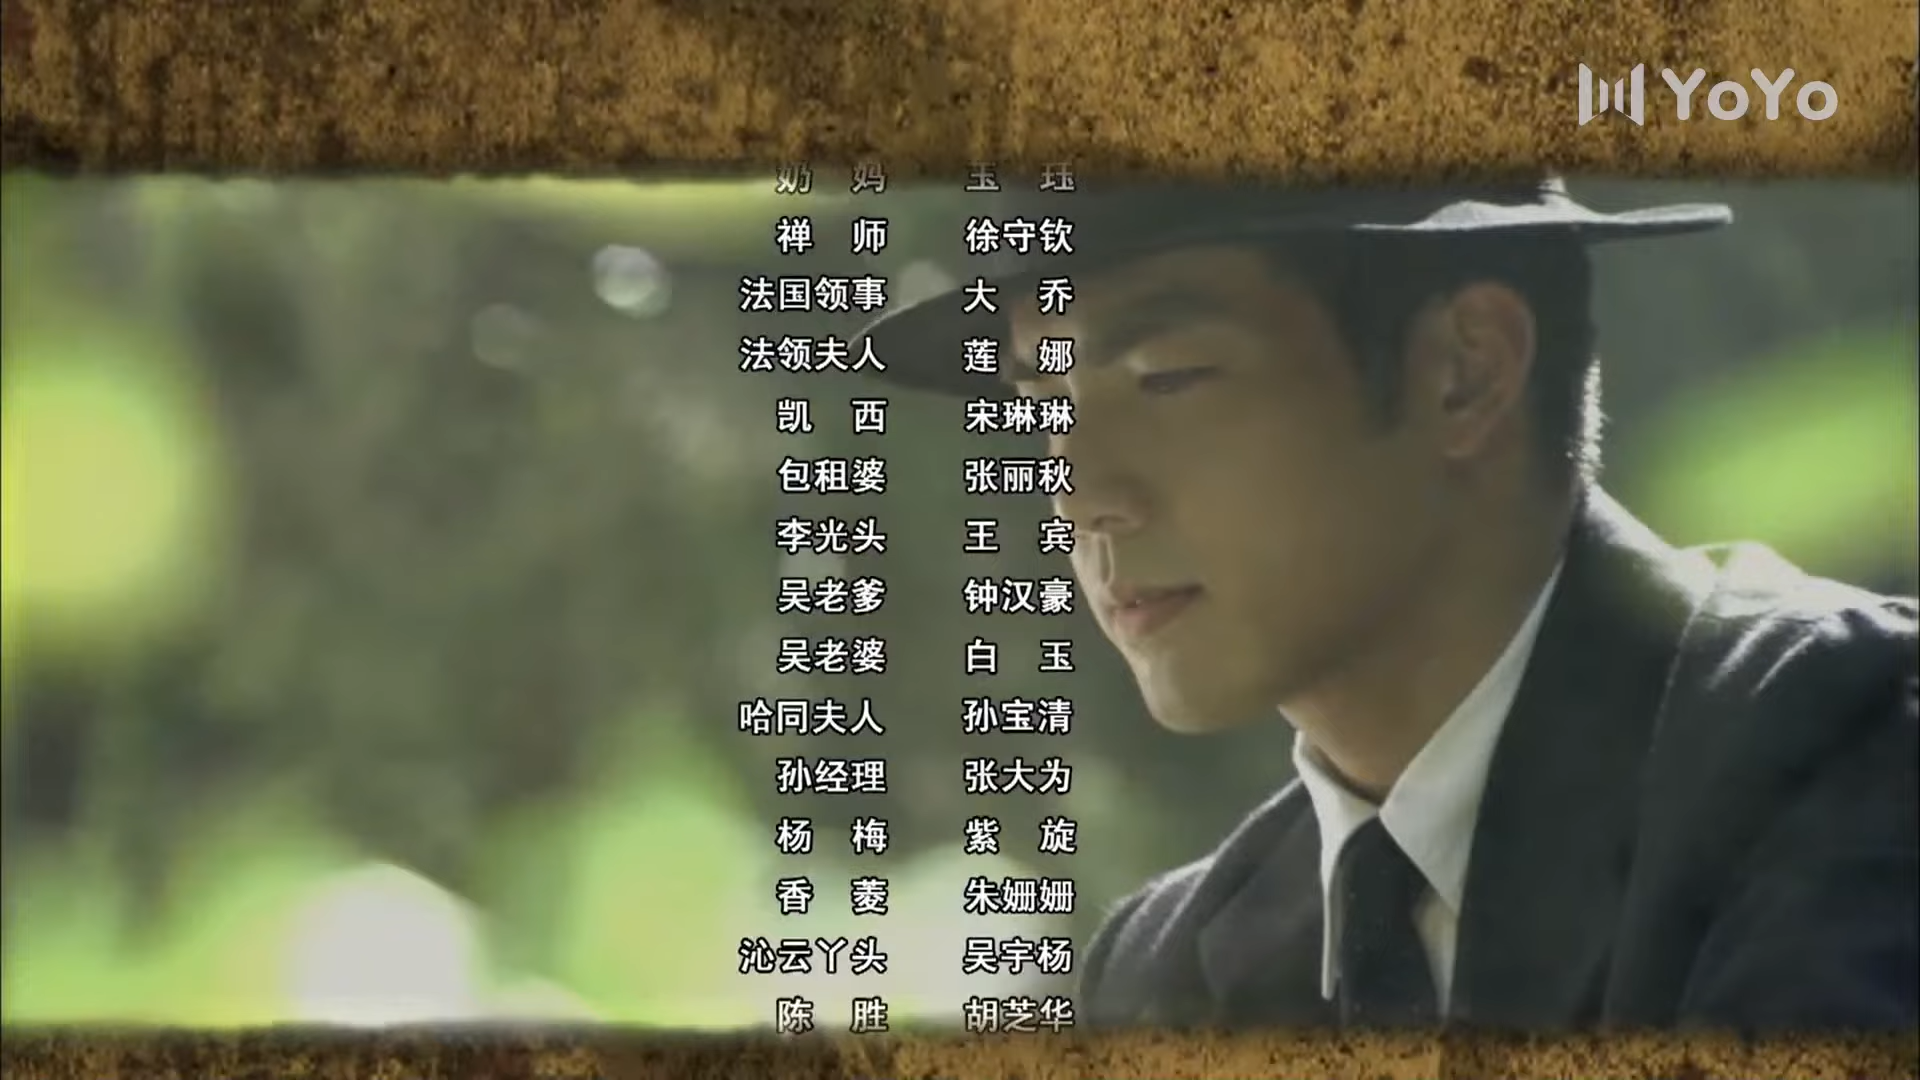 YoYo
奶妈 玉珏
禅师 徐守钦
法国领事 大乔
法领夫人 莲娜
凯西 宋琳琳
包租婆 张丽秋
李光头 王宾
吴老爹 钟汉豪
吴老婆 白玉
哈同夫人 孙宝清
孙经理 张大为
杨梅 紫旋
香菱 朱姗姗
沁云丫头 吴宇杨
陈胜 胡芝华